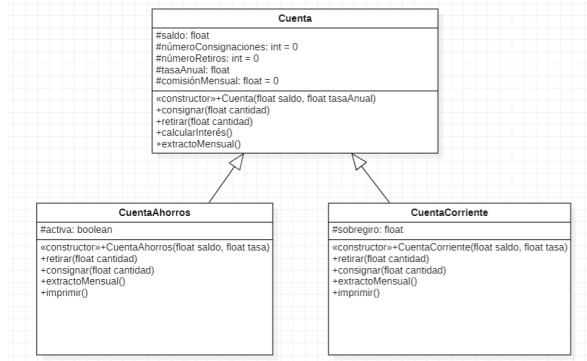 Cuenta
#saldo: float
#númeroConsignaciones: int = 0
#númeroRetiros: int = 0
#tasaAnual: float
#comisiónMensual: float = 0
«constructor»+Cuenta(float saldo, float tasaAnual)
+consignar(float cantidad)
+retirar(float cantidad)
+calcularInterés()
+extractoMensual()
CuentaAhorros
#activa: boolean
«constructor»+CuentaAhorros(float saldo, float tasa)
+retirar(float cantidad)
+consignar(float cantidad)
+extractoMensual()
+imprimir()
CuentaCorriente
#sobregiro: float
«constructor»+CuentaCorriente(float saldo, float tasa)
+retirar(float cantidad)
+consignar(float cantidad)
+extractoMensual()
+imprimir()